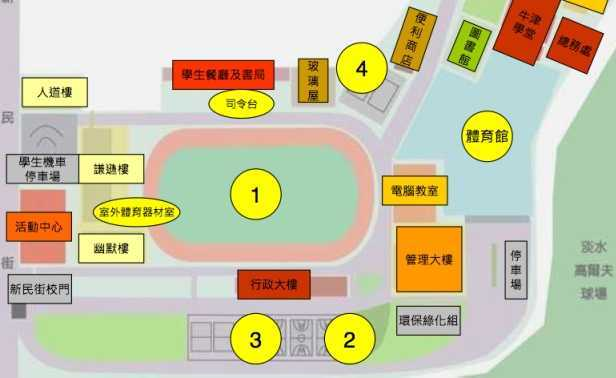 便利
商店
圖書館
牛津
學堂
總務處
學生餐廳及書局
玻璃屋
4
人道樓
司令台
民
體育館
學生機車
停車場
謙遜樓
1
電腦教室
室外體育器材室
活動中心
幽默樓
管理大樓
停車場
淡水
高爾夫
球場
街
新民街校門
行政大樓
環保綠化組
3
2